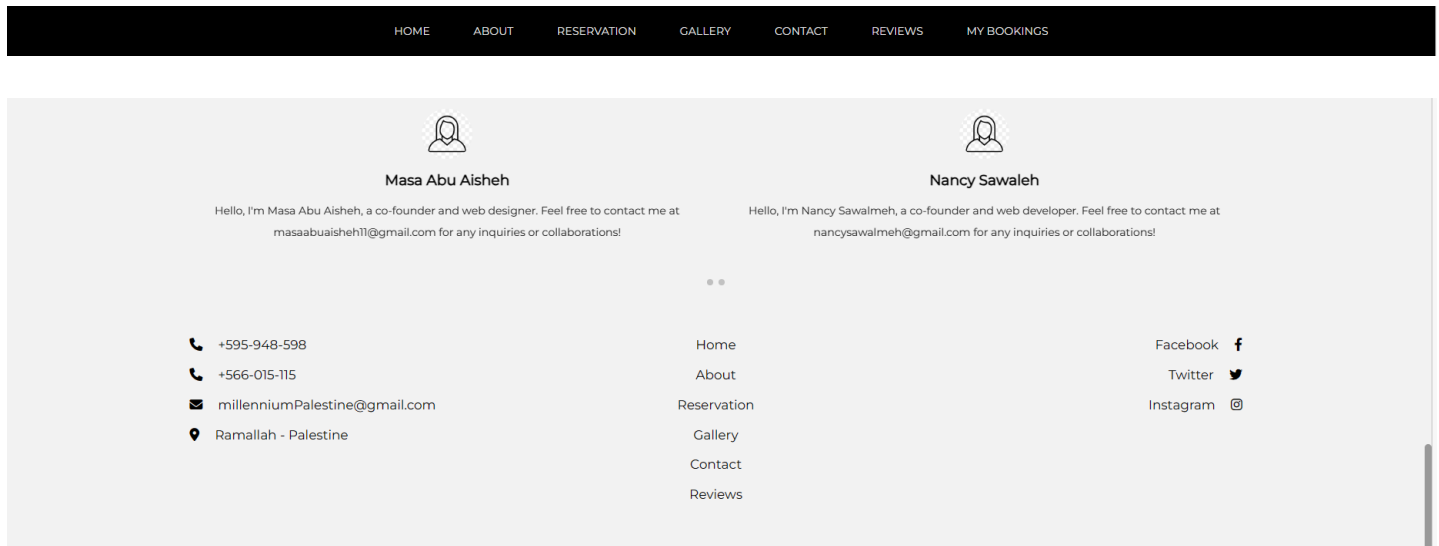 HOME ABOUT RESERVATION GALLERY CONTACT REVIEWS MY BOOKINGS
Masa Abu Aisheh
Hello, I'm Masa Abu Aisheh, a co-founder and web designer. Feel free to contact me at
masaabuaisheh11@gmail.com for any inquiries or collaborations!
Nancy Sawaleh
Hello, I'm Nancy Sawalmeh, a co-founder and web developer. Feel free to contact me at
nancysawalmeh@gmail.com for any inquiries or collaborations!
+595-948-598
+566-015-115
millenniumPalestine@gmail.com
Ramallah - Palestine
Home
About
Reservation
Gallery
Contact
Reviews
Facebook
Twitter
Instagram